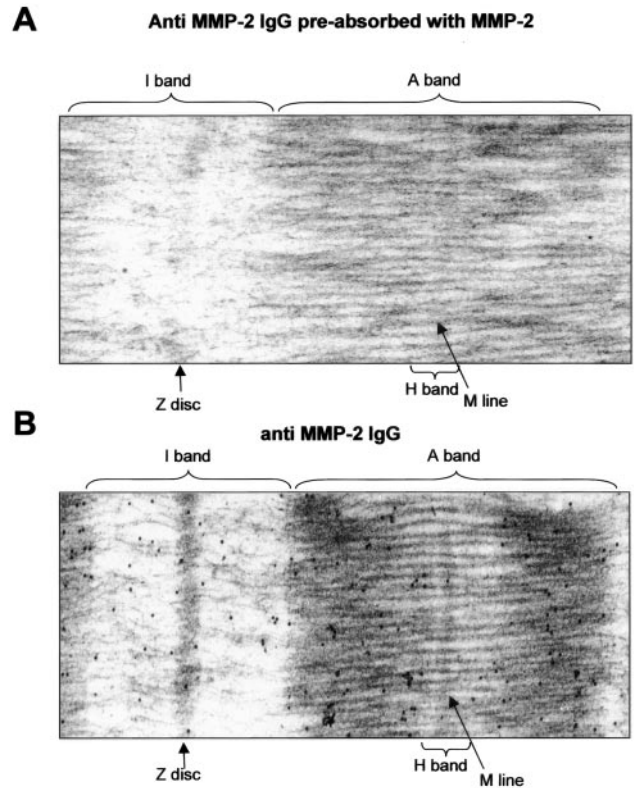 A
Anti MMP-2 IgG pre-absorbed with MMP-2
I band
A band
Z disc
H band
M line
B
anti MMP-2 IgG
I band
A band
Z disc
H band
M line